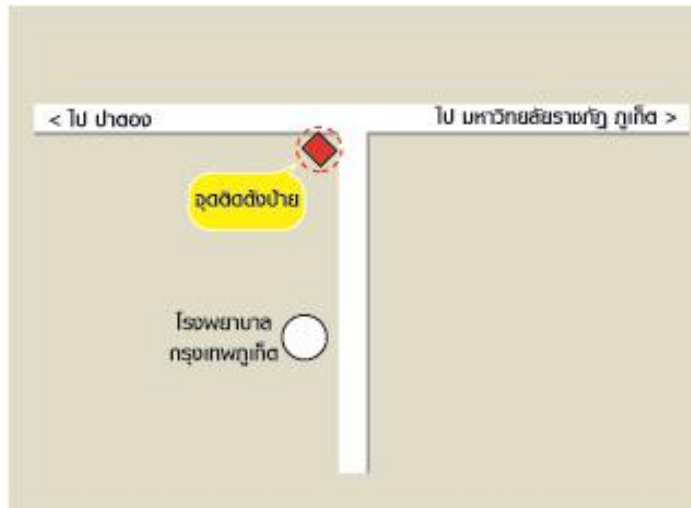 < ไป ป่าตอง
ไป มหาวิทยลัยราชภัฏ ภูเก็ต >
จุดติดตั้งป้าย
โรงพยาบาล
กรุงเทพภูเก็ต